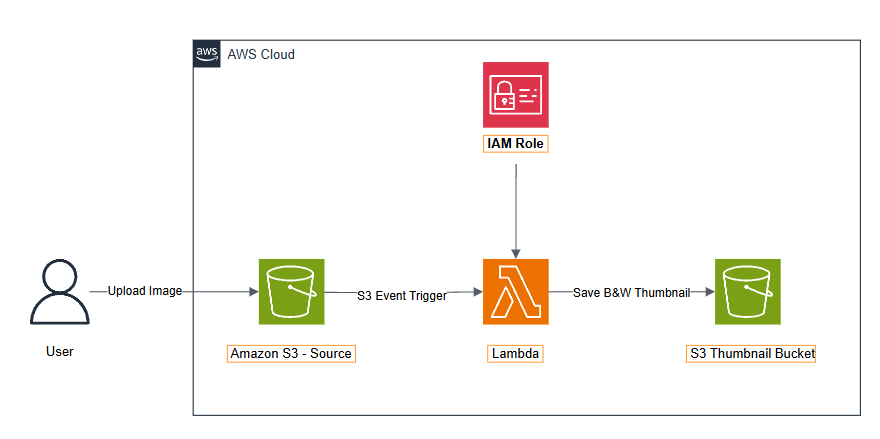 aws
AWS Cloud
IAM Role
Upload Image
S3 Event Trigger
Save B&W Thumbnail
User
Amazon S3 - Source
Lambda
S3 Thumbnail Bucket